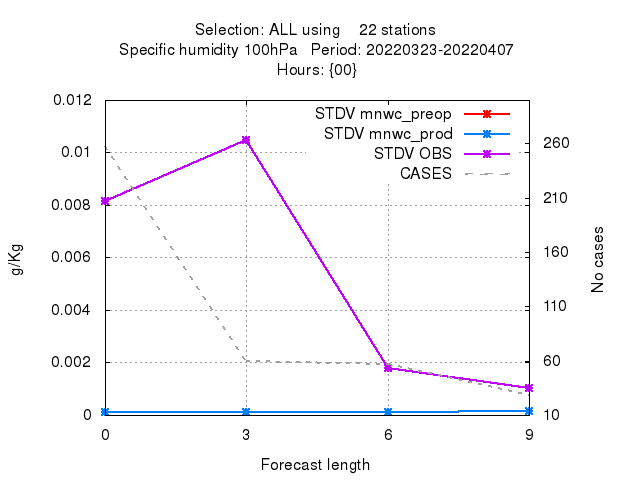 Selection: ALL using    22 stations
Specific humidity 100hPa   Period: 20220323-20220407
Hours: {00}
STDV mnwc_preop
STDV mnwc_prod
STDV OBS
CASES
0.012
0.01
0.008
0.006
0.004
0.002
0
260
210
160
110
60
10
g/Kg
No cases
0 3 6 9
Forecast length